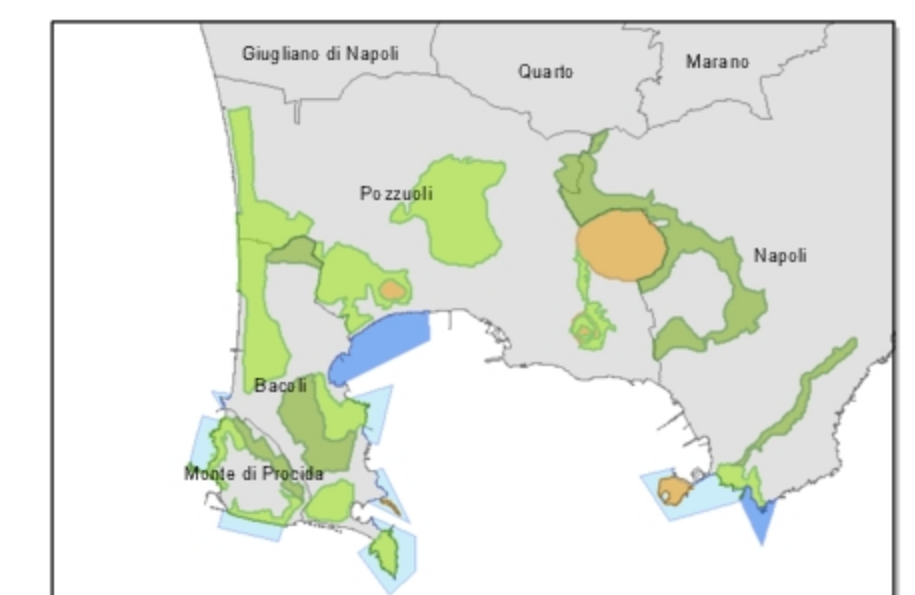 Giugliano di Napoli
Quarto
Marano
Pozzuoli
Napoli
Bacoli
Monte di Procida